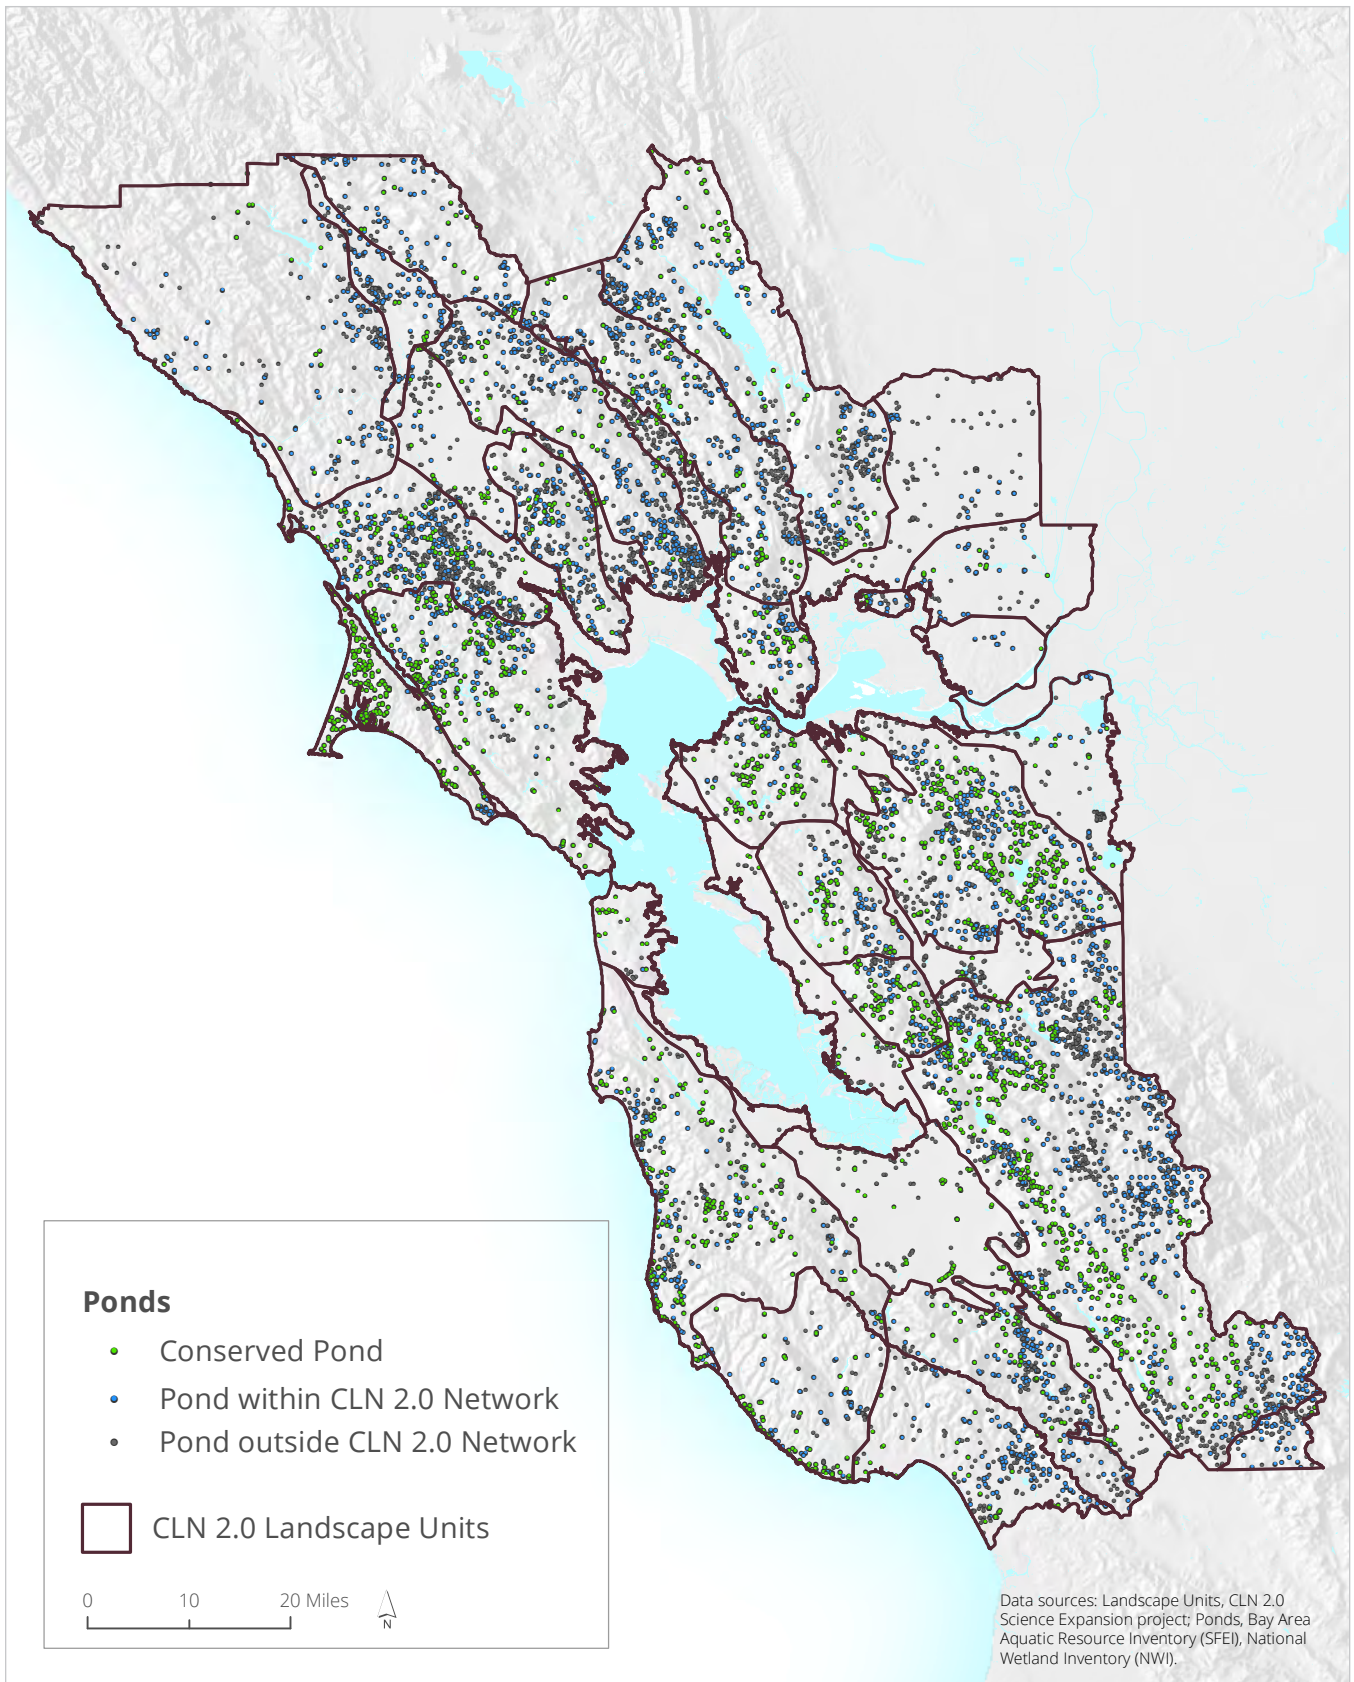 Ponds
Conserved Pond
Pond within CLN 2.0 Network
Pond outside CLN 2.0 Network
CLN 2.0 Landscape Units
0 10 20 Miles
N
Data sources: Landscape Units, CLN 2.0
Science Expansion project; Ponds, Bay Area
Aquatic Resource Inventory (SFEI), National
Wetland Inventory (NWI).